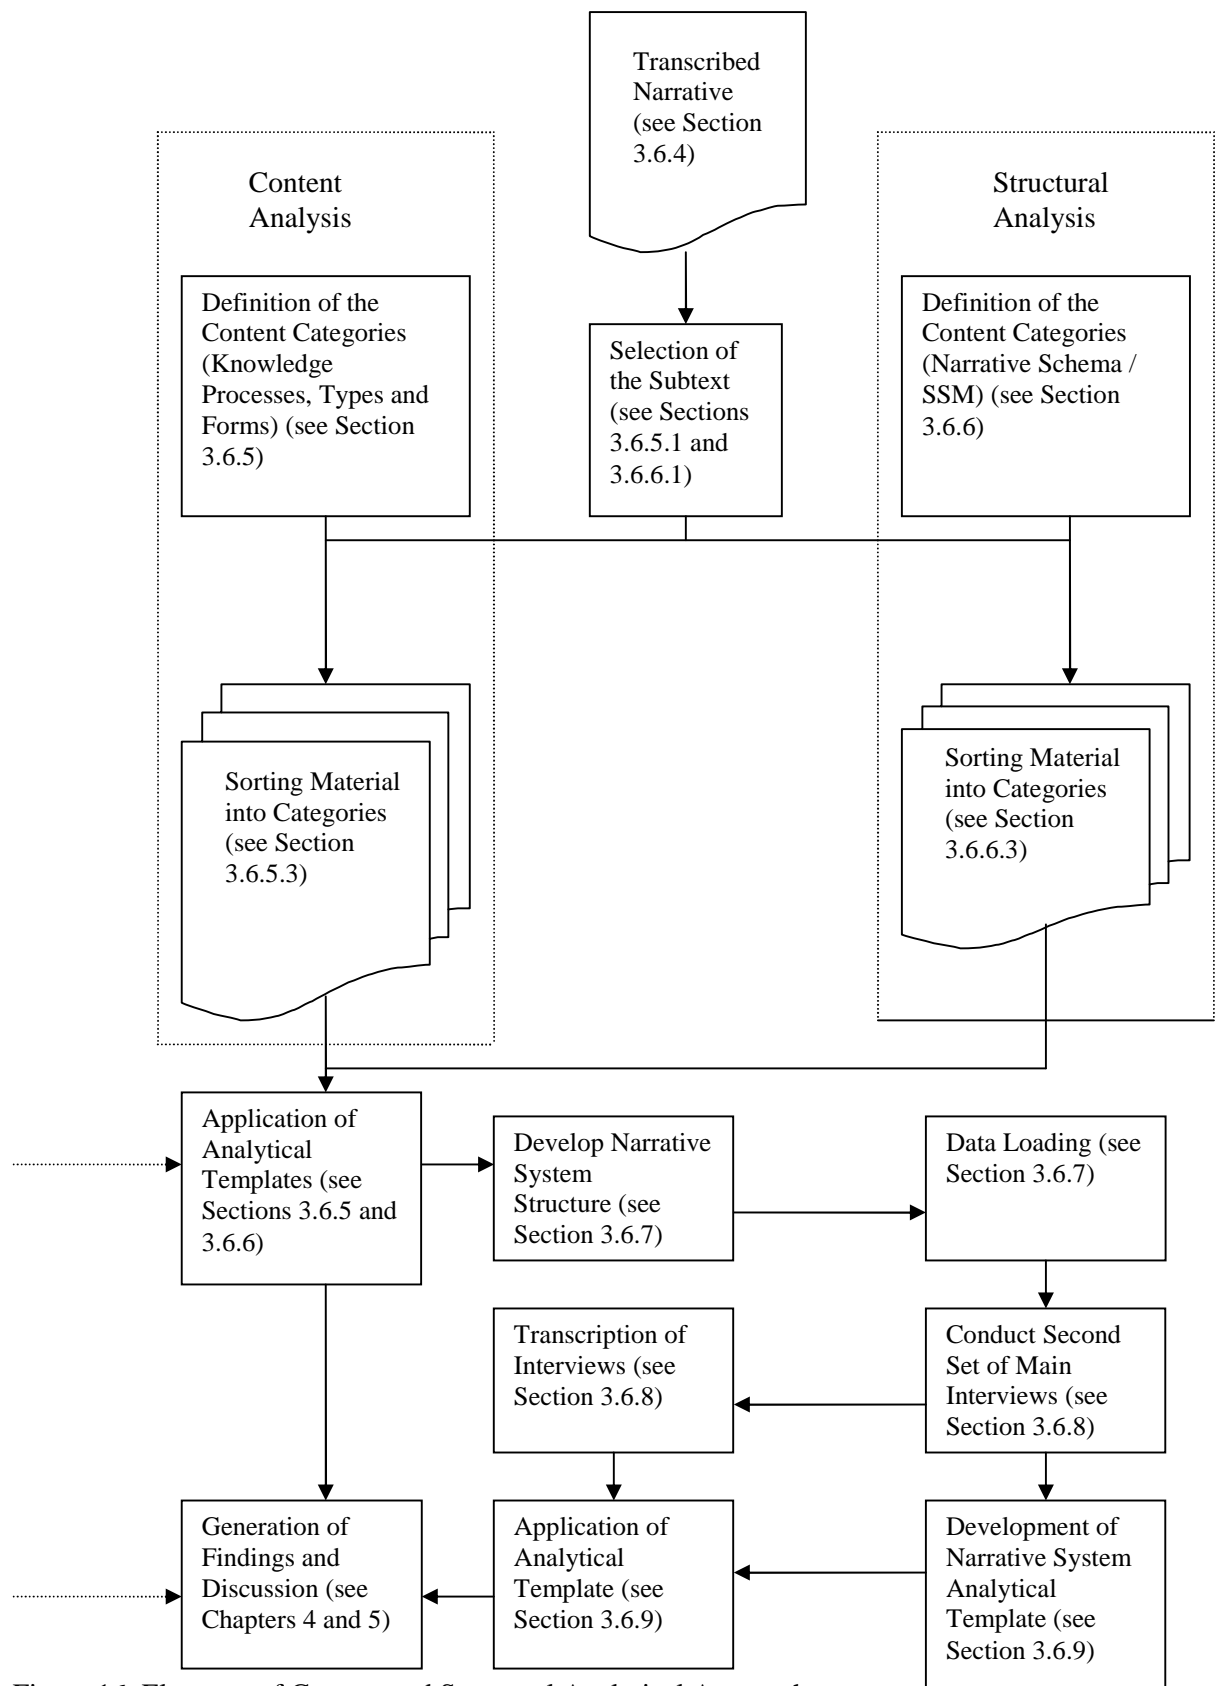 Transcribed
Narrative
(see Section
3.6.4)
Content
Analysis
Structural
Analysis
Definition of the
Content Categories
(Knowledge
Processes, Types and
Forms) (see Section
3.6.5)
Selection of
the Subtext
(see Sections
3.6.5.1 and
3.6.6.1)
Definition of the
Content Categories
(Narrative Schema /
SSM) (see Section
3.6.6)
Sorting Material
into Categories
(see Section
3.6.5.3)
Sorting Material
into Categories
(see Section
3.6.6.3)
Application of
Analytical
Templates (see
Sections 3.6.5 and
3.6.6)
Develop Narrative
System
Structure (see
Section 3.6.7)
Data Loading (see
Section 3.6.7)
Transcription of
Interviews (see
Section 3.6.8)
Conduct Second
Set of Main
Interviews (see
Section 3.6.8)
Generation of
Findings and
Discussion (see
Chapters 4 and 5)
Application of
Analytical
Template (see
Section 3.6.9)
Development of
Narrative System
Analytical
Template (see
Section 3.6.9)